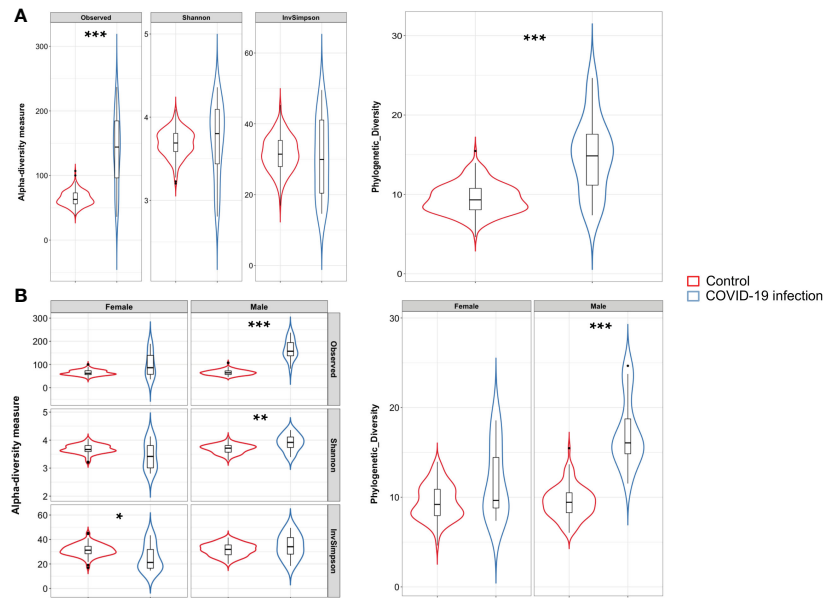 A
Observed
Shannon
InvSimpson
***
***
Alpha-diversity measure
300
200
100
0
5
4
3
60
40
20
0
Phylogenetic_Diversity
30
20
10
0
Control
COVID-19 infection
B
Female
Male
Female
Male
Alpha-diversity measure
300
200
100
0
***
Observed
5
4
3
2
**
Shannon
60
40
20
0
*
InvSimpson
Phylogenetic_Diversity
30
20
10
0
***